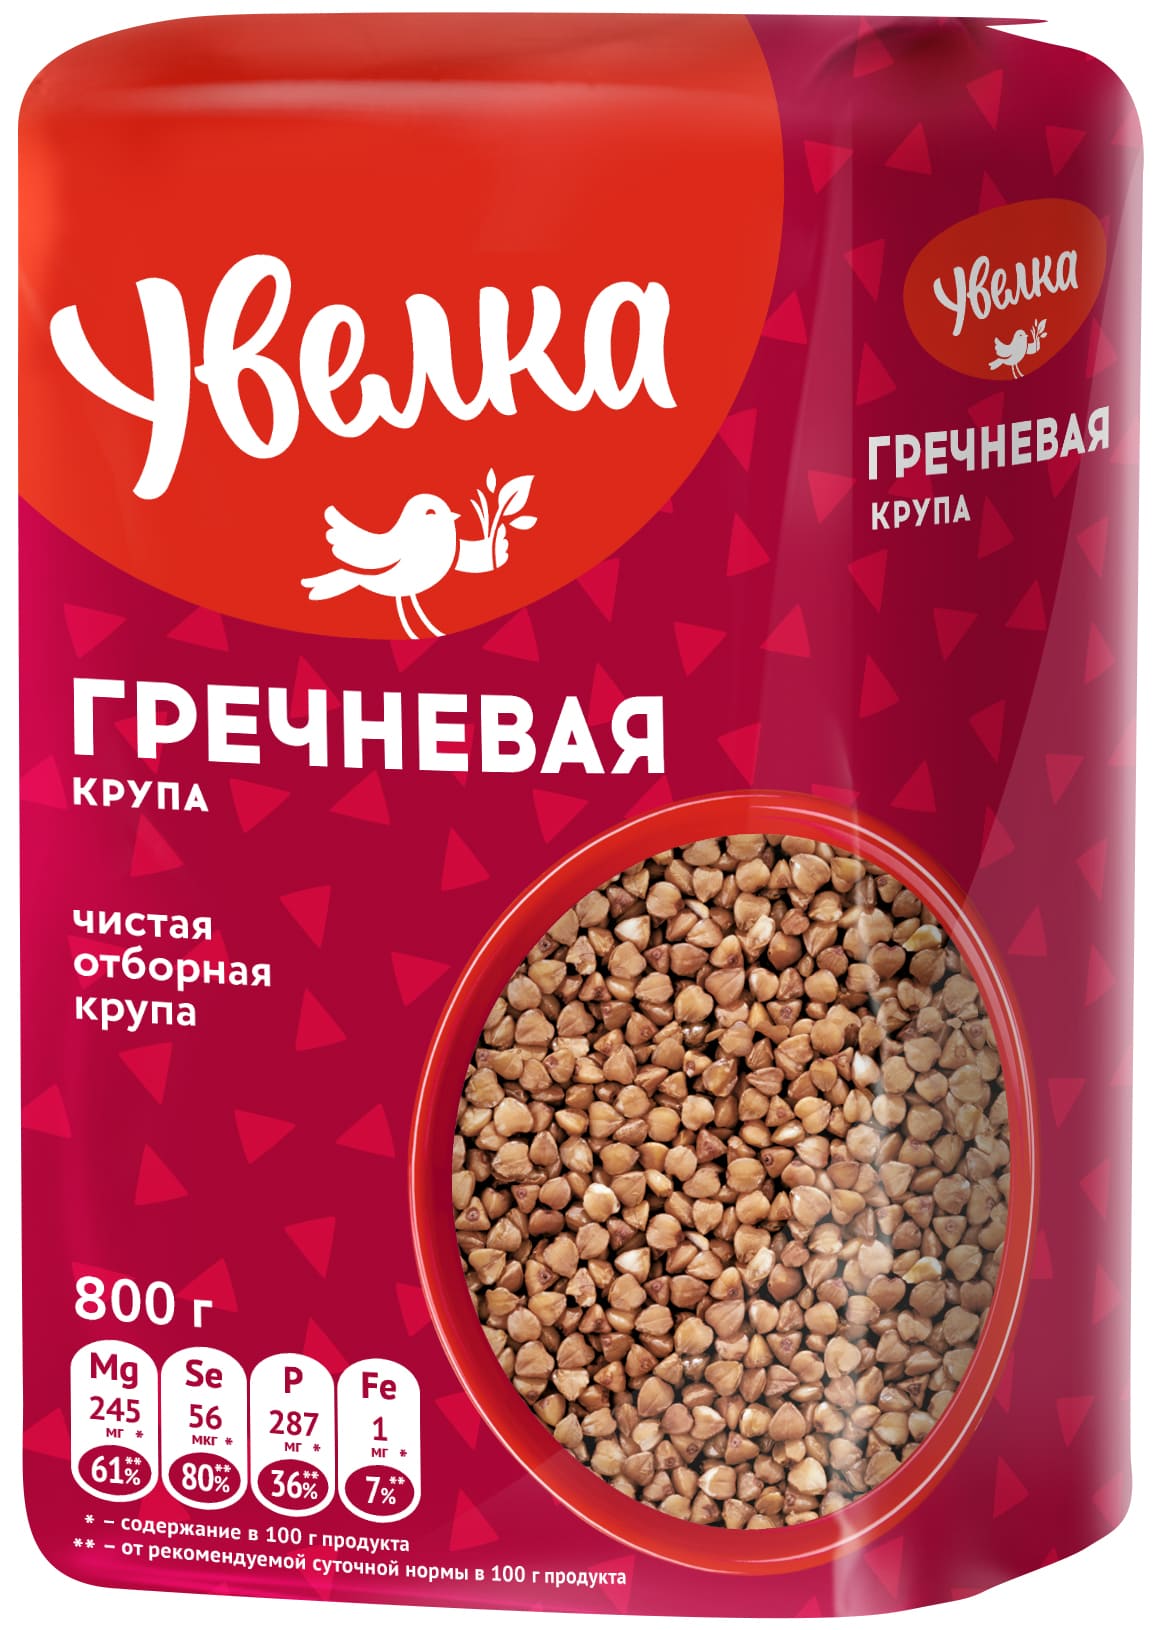 Увелка
ГРЕЧНЕВАЯ
КРУПА
чистая
отборная
крупа
800 г
Mg
245
мг *
61%**
Se
56
мкг *
80%**
P
287
мг *
36%**
Fe
1
мг *
7%**
* – содержание в 100 г продукта
** – от рекомендуемой суточной нормы в 100 г продукта
Увелка
ГРЕЧНЕВАЯ
КРУПА